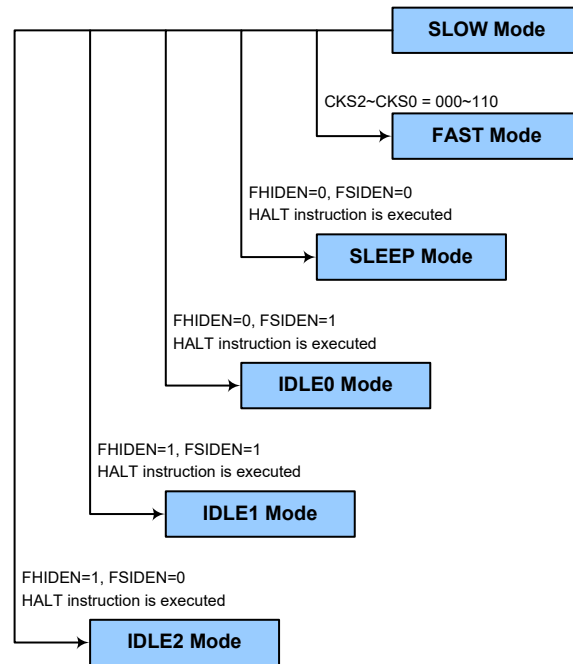 SLOW Mode
CKS2~CKS0 = 000~110
FAST Mode
FHIDEN=0, FSIDEN=0
HALT instruction is executed
SLEEP Mode
FHIDEN=0, FSIDEN=1
HALT instruction is executed
IDLE0 Mode
FHIDEN=1, FSIDEN=1
HALT instruction is executed
IDLE1 Mode
FHIDEN=1, FSIDEN=0
HALT instruction is executed
IDLE2 Mode